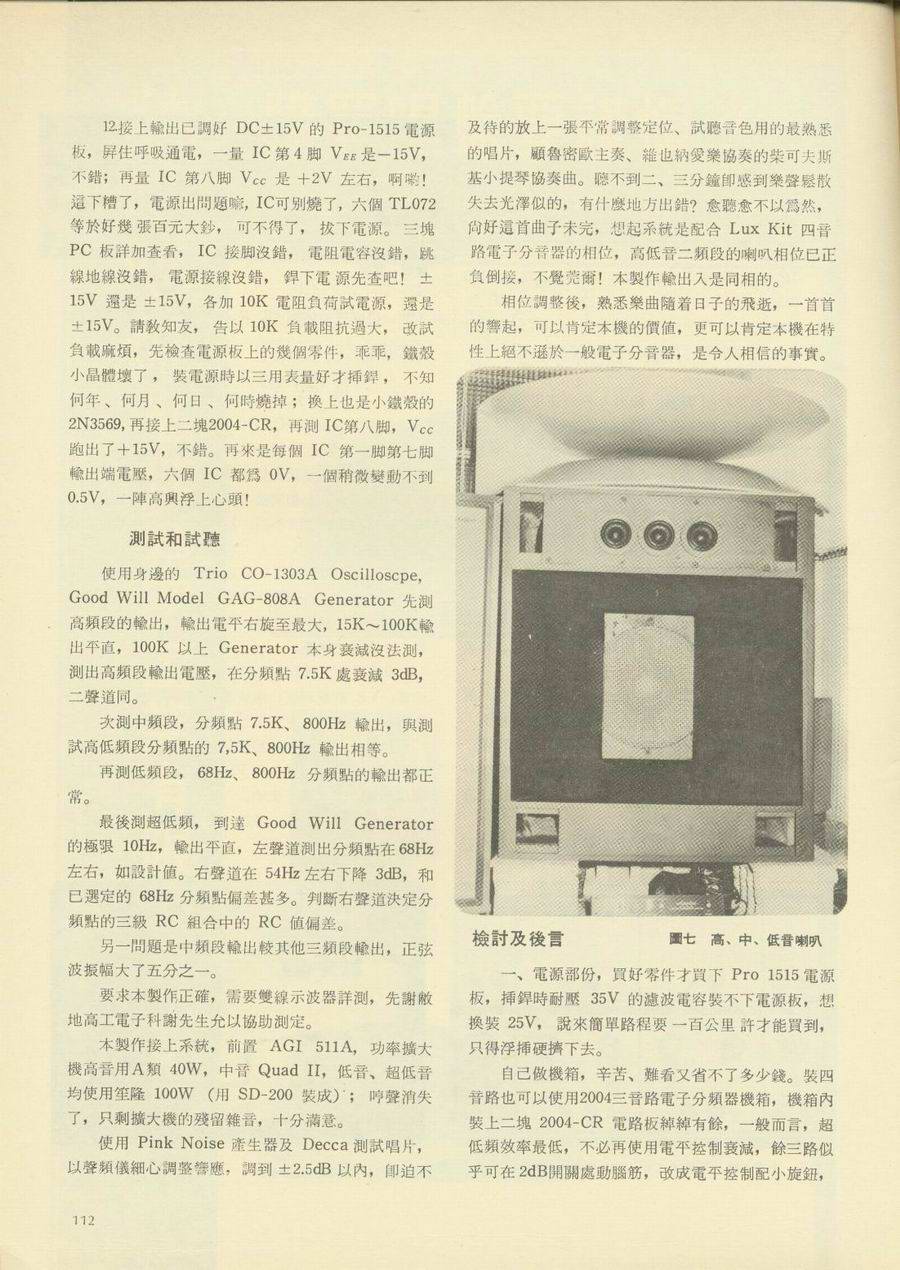 12.接上輸出已調好 DC±15V 的 Pro-1515 電源
板，屏住呼吸通電，一量 IC 第 4 脚 VEE 是－15V，
不錯；再量 IC 第八脚 Vcc 是 ＋2V 左右，啊喲！
這下槽了，電源出問題嘛，IC可别燒了，六個 TL072
等於好幾張百元大鈔，可不得了，拔下電源。三塊
PC 板詳加查看，IC 接脚沒錯，電阻電容沒錯，跳
線地線沒錯，電源接線沒錯，銲下電源先查吧！±
15V 還是 ±15V，各加 10K 電阻負荷試電源，還是
±15V。請教知友，告以 10K 負載阻抗過大，改試
負載麻煩，先檢查電源板上的幾個零件，乖乖，鐵殼
小晶體壞了，裝電源時以三用表量好才揷銲，不知
何年、何月、何日、何時燒掉；換上也是小鐵殼的
2N3569，再接上二塊2004-CR，再測 IC第八脚，Vcc
跑出了＋15V，不錯。再來是每個 IC 第一脚第七脚
輸出端電壓，六個 IC 都爲 0V，一個稍微變動不到
0.5V，一陣高興浮上心頭！
測試和試聽
使用身邊的 Trio CO-1303A Oscilloscpe,
Good Will Model GAG-808A Generator 先測
高頻段的輸出，輸出電平右旋至最大，15K～100K輸
出平直，100K 以上 Generator 本身衰減沒法測，
測出高頻段輸出電壓，在分頻點 7.5K 處衰減 3dB，
二聲道同。
次測中頻段，分頻點 7.5K、 800Hz 輸出，與測
試高低頻段分頻點的 7,5K、800Hz 輸出相等。
再測低頻段，68Hz、 800Hz 分頻點的輸出都正
常。
最後測超低頻，到達 Good Will Generator
的極限 10Hz，輸出平直，左聲道測出分頻點在68Hz
左右，如設計値。右聲道在 54Hz 左右下降 3dB，和
已選定的 68Hz 分頻點偏差甚多。判斷右聲道決定分
頻點的三級 RC 組合中的 RC 値偏差。
另一問題是中頻段輸出較其他三頻段輸出，正弦
波振幅大了五分之一。
要求本製作正確，需要雙線示波器詳測，先謝敝
地高工電子科謝先生允以協助測定。
本製作接上系統，前置 AGI 511A，功率擴大
機高音用A類 40W，中音 Quad II，低音、超低音
均使用笙隆 100W （用 SD-200 裝成）；哼聲消失
了，只剩擴大機的殘留雜音，十分滿意。
使用 Pink Noise 產生器及 Decca 測試唱片，
以聲頻儀細心調整響應，調到 ±2.5dB 以內，卽迫不
及待的放上一張平常調整定位、試聽音色用的最熟悉
的唱片，顧魯密歐主奏、維也納愛樂協奏的柴可夫斯
基小提琴協奏曲。聽不到二、三分鐘卽感到樂聲鬆散
失去光澤似的，有什麼地方出錯？愈聽愈不以爲然，
尙好這首曲子未完，想起系統是配合 Lux Kit 四音
路電子分音器的相位，高低音二頻段的喇叭相位已正
負倒接，不覺莞爾！本製作輸出入是同相的。
相位調整後，熟悉樂曲隨着日子的飛逝，一首首
的響起，可以肯定本機的價値，更可以肯定本機在特
性上絕不遜於一般電子分音器，是令人相信的事實。
圖七 高、中、低音喇叭
檢討及後言
一、電源部份，買好零件才買下 Pro 1515 電源
板，揷銲時耐壓 35V 的濾波電容裝不下電源板，想
換裝 25V，說來簡單路程要一百公里許才能買到，
只得浮揷硬擠下去。
自己做機箱，辛苦、難看又省不了多少錢。裝四
音路也可以使用2004三音路電子分頻器機箱，機箱內
裝上二塊 2004-CR 電路板綽綽有餘，一般而言，超
低頻效率最低，不必再使用電平控制衰減，餘三路似
乎可在 2dB開關處動腦筋，改成電平控制配小旋鈕，
112